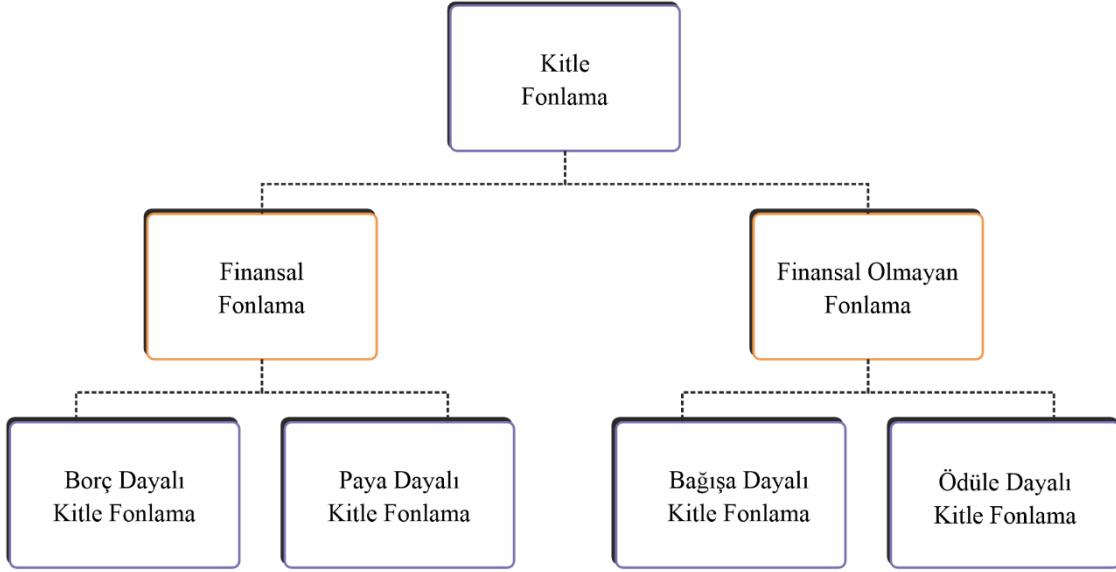 Kitle
Fonlama
Finansal
Fonlama
Finansal Olmayan
Fonlama
Borç Dayalı
Kitle Fonlama
Paya Dayalı
Kitle Fonlama
Bağışa Dayalı
Kitle Fonlama
Ödüle Dayalı
Kitle Fonlama